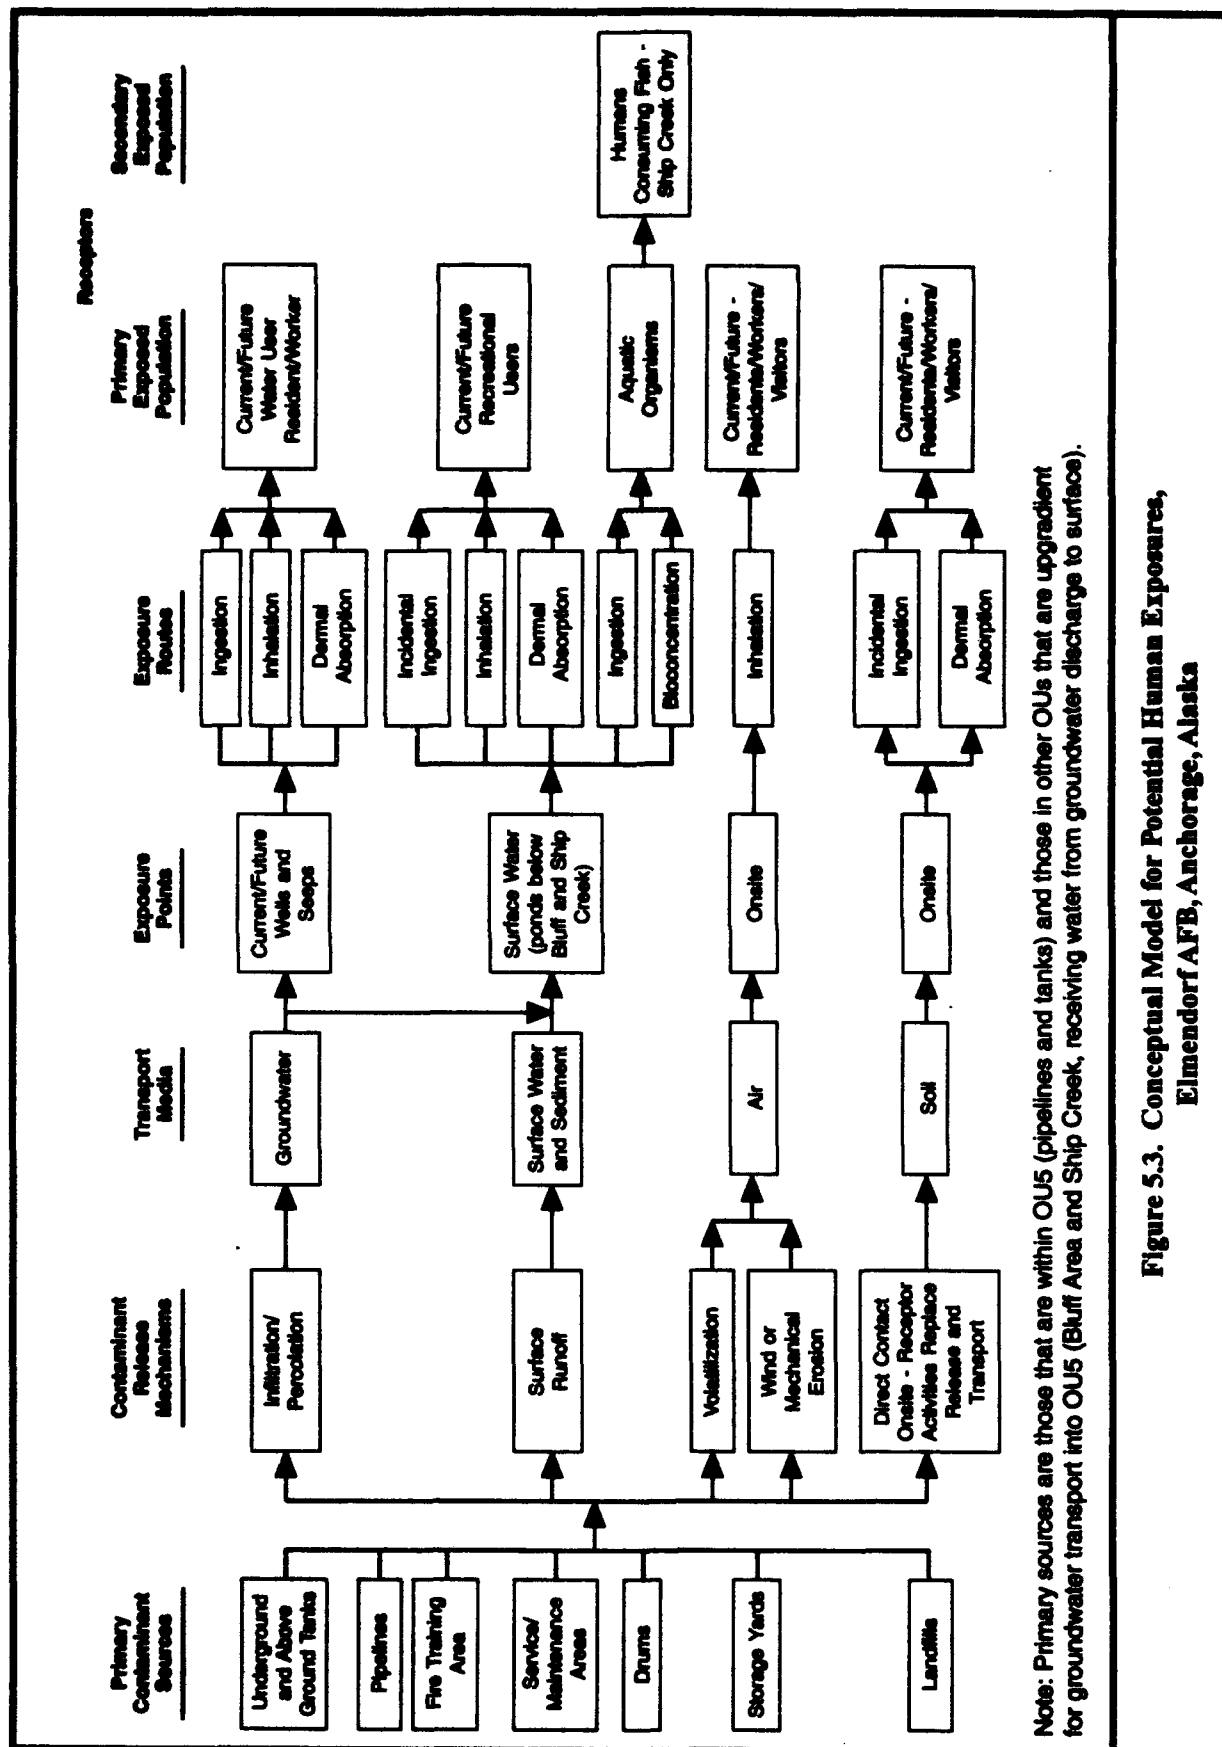 Receptors
Primary
Contaminant
Sources
Contaminant
Release
Mechanisms
Transport
Media
Exposure
Points
Exposure
Routes
Primary
Exposed
Population
Secondary
Exposed
Population
Underground
and Above
Ground Tanks
Pipelines
Fire Training
Area
Service/
Maintenance
Areas
Drums
Storage Yards
Landfills
Infiltration/
Percolation
Surface
Runoff
Volatilization
Wind or
Mechanical
Erosion
Direct Contact
Onsite - Receptor
Activities Replace
Release and
Transport
Groundwater
Surface Water
and Sediment
Air
Soil
Current/Future
Wells and
Seeps
Surface Water
(ponds below
Bluff and Ship
Creek)
Onsite
Onsite
Ingestion
Inhalation
Dermal
Absorption
Incidental
Ingestion
Inhalation
Dermal
Absorption
Ingestion
Bioconcentration
Inhalation
Incidental
Ingestion
Dermal
Absorption
Current/Future
Water User
Resident/Worker
Current/Future
Recreational
Users
Aquatic
Organisms
Current/Future -
Residents/Workers/
Visitors
Current/Future -
Residents/Workers/
Visitors
Humans
Consuming Fish -
Ship Creek Only
Note: Primary sources are those that are within OU5 (pipelines and tanks) and those in other OUs that are upgradient
for groundwater transport into OU5 (Bluff Area and Ship Creek, receiving water from groundwater discharge to surface).
Figure 5.3. Conceptual Model for Potential Human Exposures,
Elmendorf AFB, Anchorage, Alaska